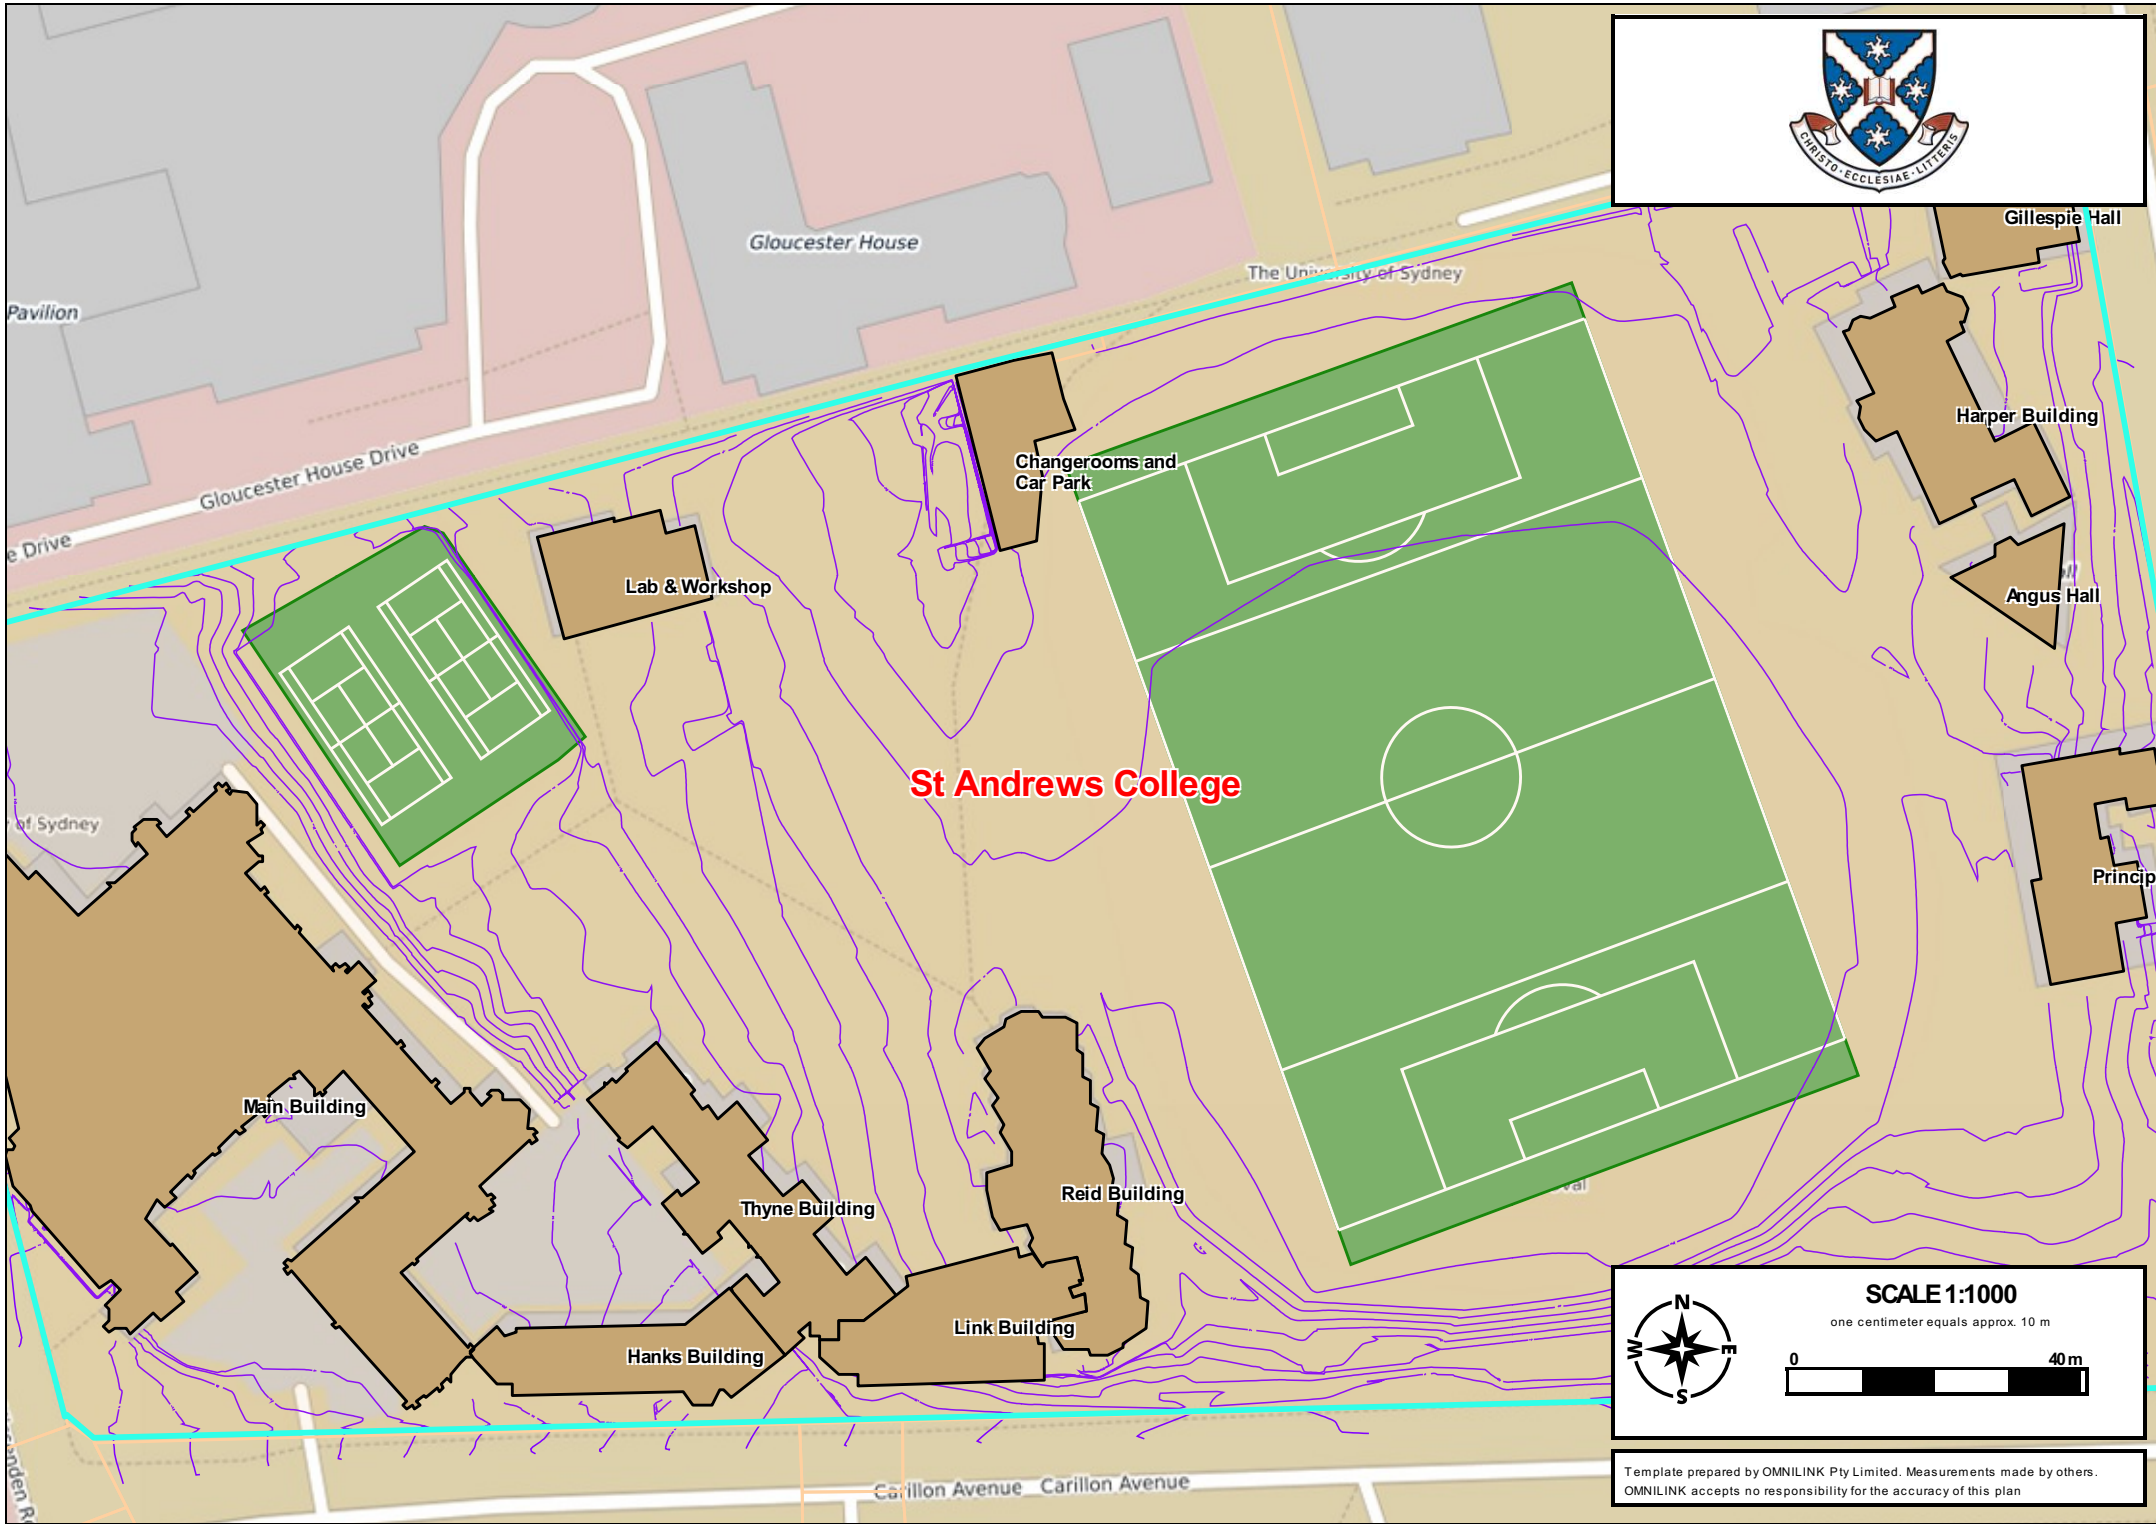 CHRISTO·ECCLESIAE·LITTERIS
Gillespie Hall
Gloucester House
The University of Sydney
Pavilion
Harper Building
Changerooms and
Car Park
Gloucester House Drive
e Drive
Lab & Workshop
Angus Hall
St Andrews College
of Sydney
Princip
Main Building
Reid Building
Thyne Building
Link Building
Hanks Building
N
W
E
S
SCALE 1:1000
one centimeter equals approx. 10 m
0
40 m
Template prepared by OMNILINK Pty Limited. Measurements made by others.
OMNILINK accepts no responsibility for the accuracy of this plan
Carillon Avenue
Carillon Avenue